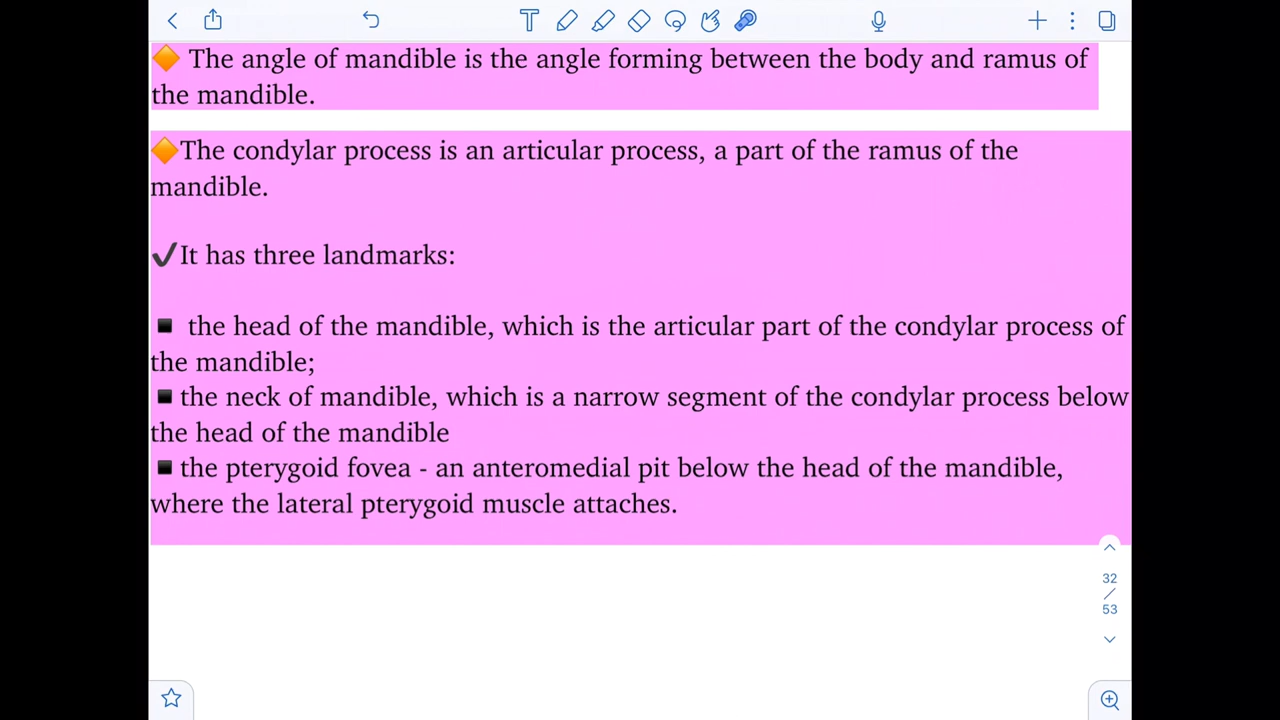 🔶 The angle of mandible is the angle forming between the body and ramus of
the mandible.
🔶The condylar process is an articular process, a part of the ramus of the
mandible.
✔️It has three landmarks:
◾ the head of the mandible, which is the articular part of the condylar process of
the mandible;
◾the neck of mandible, which is a narrow segment of the condylar process below
the head of the mandible
◾the pterygoid fovea - an anteromedial pit below the head of the mandible,
where the lateral pterygoid muscle attaches.
32
/
53